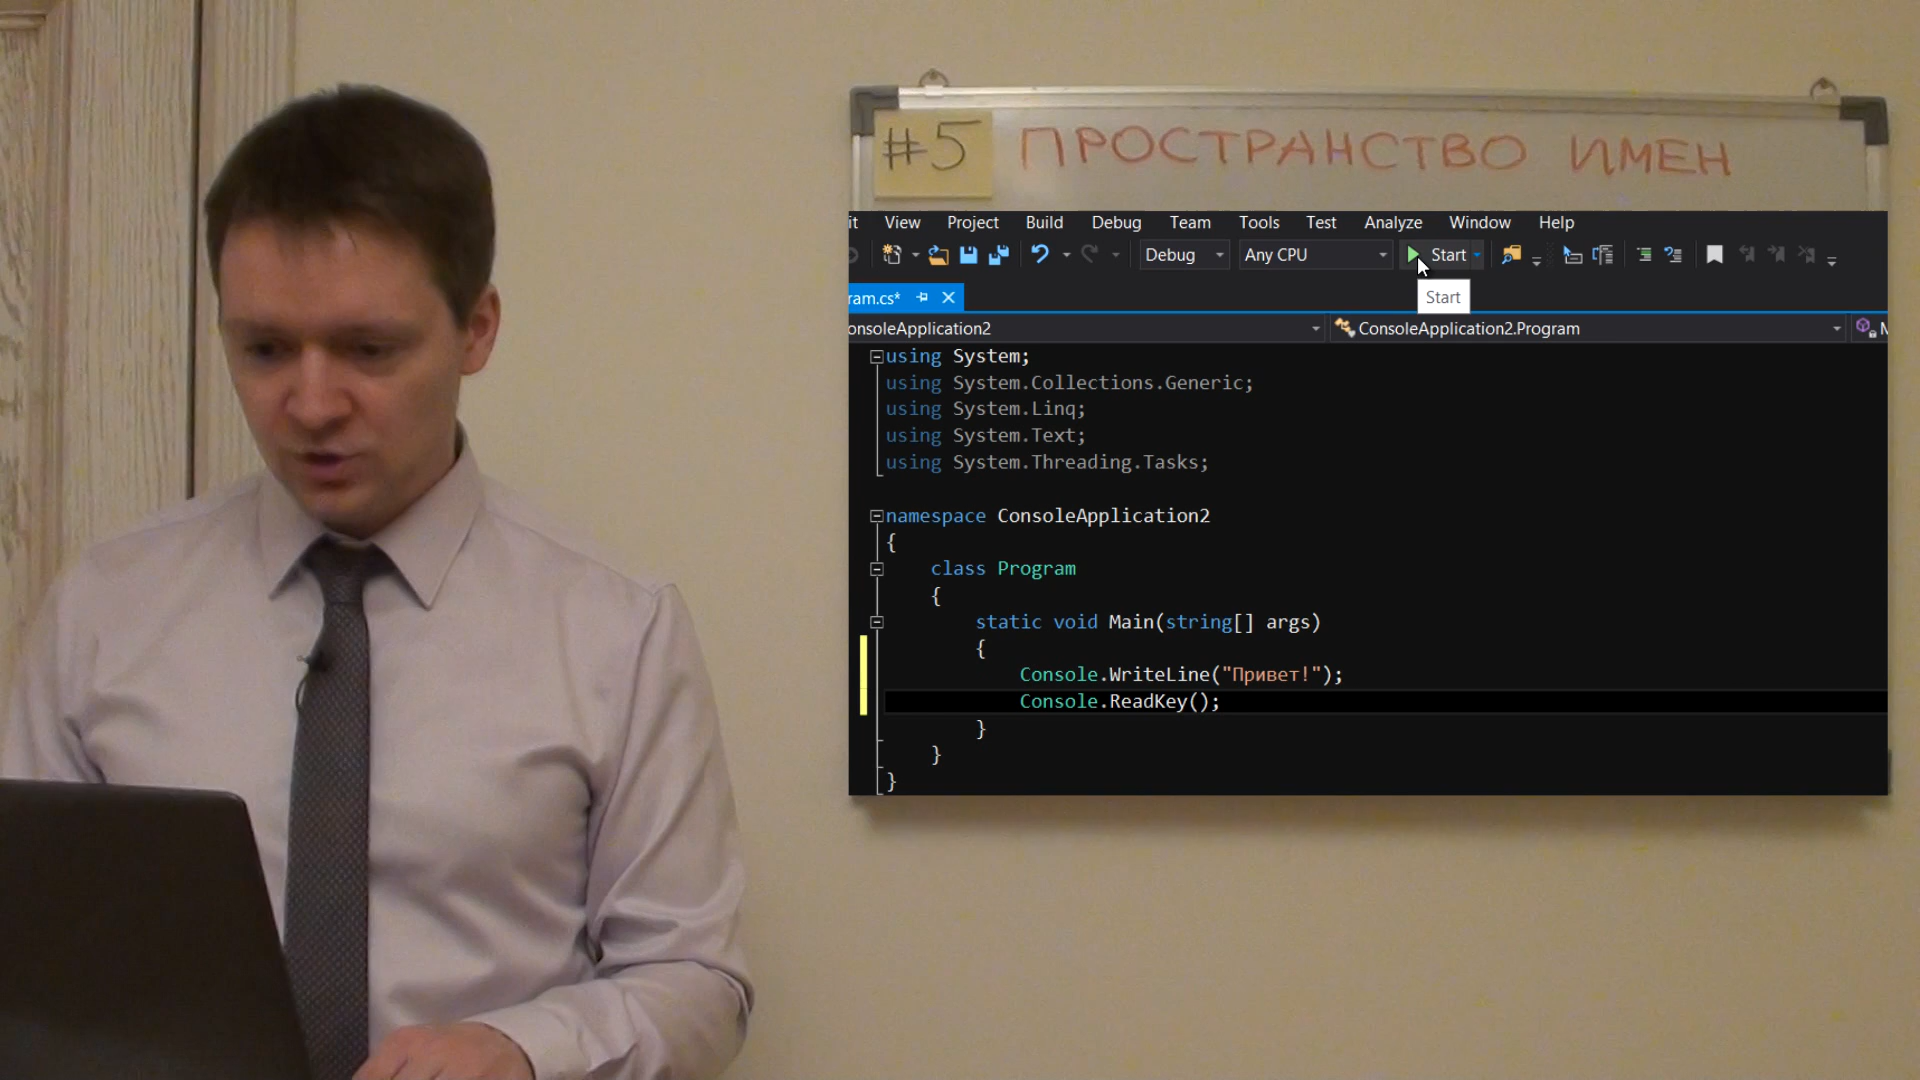 #5 ПРОСТРАНСТВО ИМЕН
it View Project Build Debug Team Tools Test Analyze Window Help
Debug Any CPU Start
Start
ram.cs*
onsoleApplication2 ConsoleApplication2.Program
using System;
using System.Collections.Generic;
using System.Linq;
using System.Text;
using System.Threading.Tasks;
namespace ConsoleApplication2
{
class Program
{
static void Main(string[] args)
{
Console.WriteLine("Привет!");
Console.ReadKey();
}
}
}